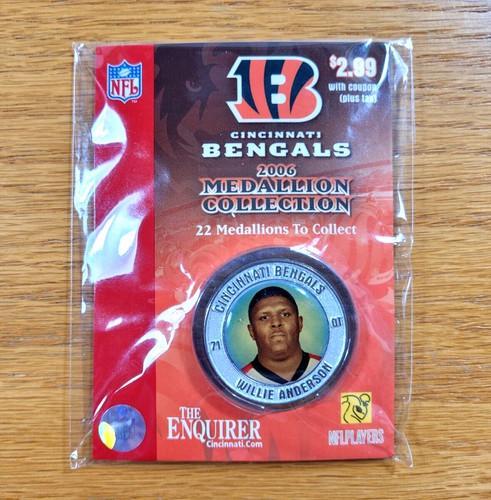 NFL
TM
B
$2.99
with coupon
(plus tax)
CINCINNATI
BENGALS
2006
MEDALLION
COLLECTION
22 Medallions To Collect
CINCINNATI BENGALS
71
OT
WILLIE ANDERSON
THE
ENQUIRER
Cincinnati.Com
NFLPLAYERS